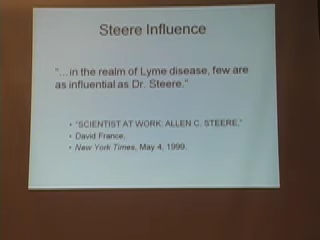 Steere Influence
"...in the realm of Lyme disease, few are
as influential as Dr. Steere."
• "SCIENTIST AT WORK: ALLEN C. STEERE,"
• David France,
• New York Times, May 4, 1999.